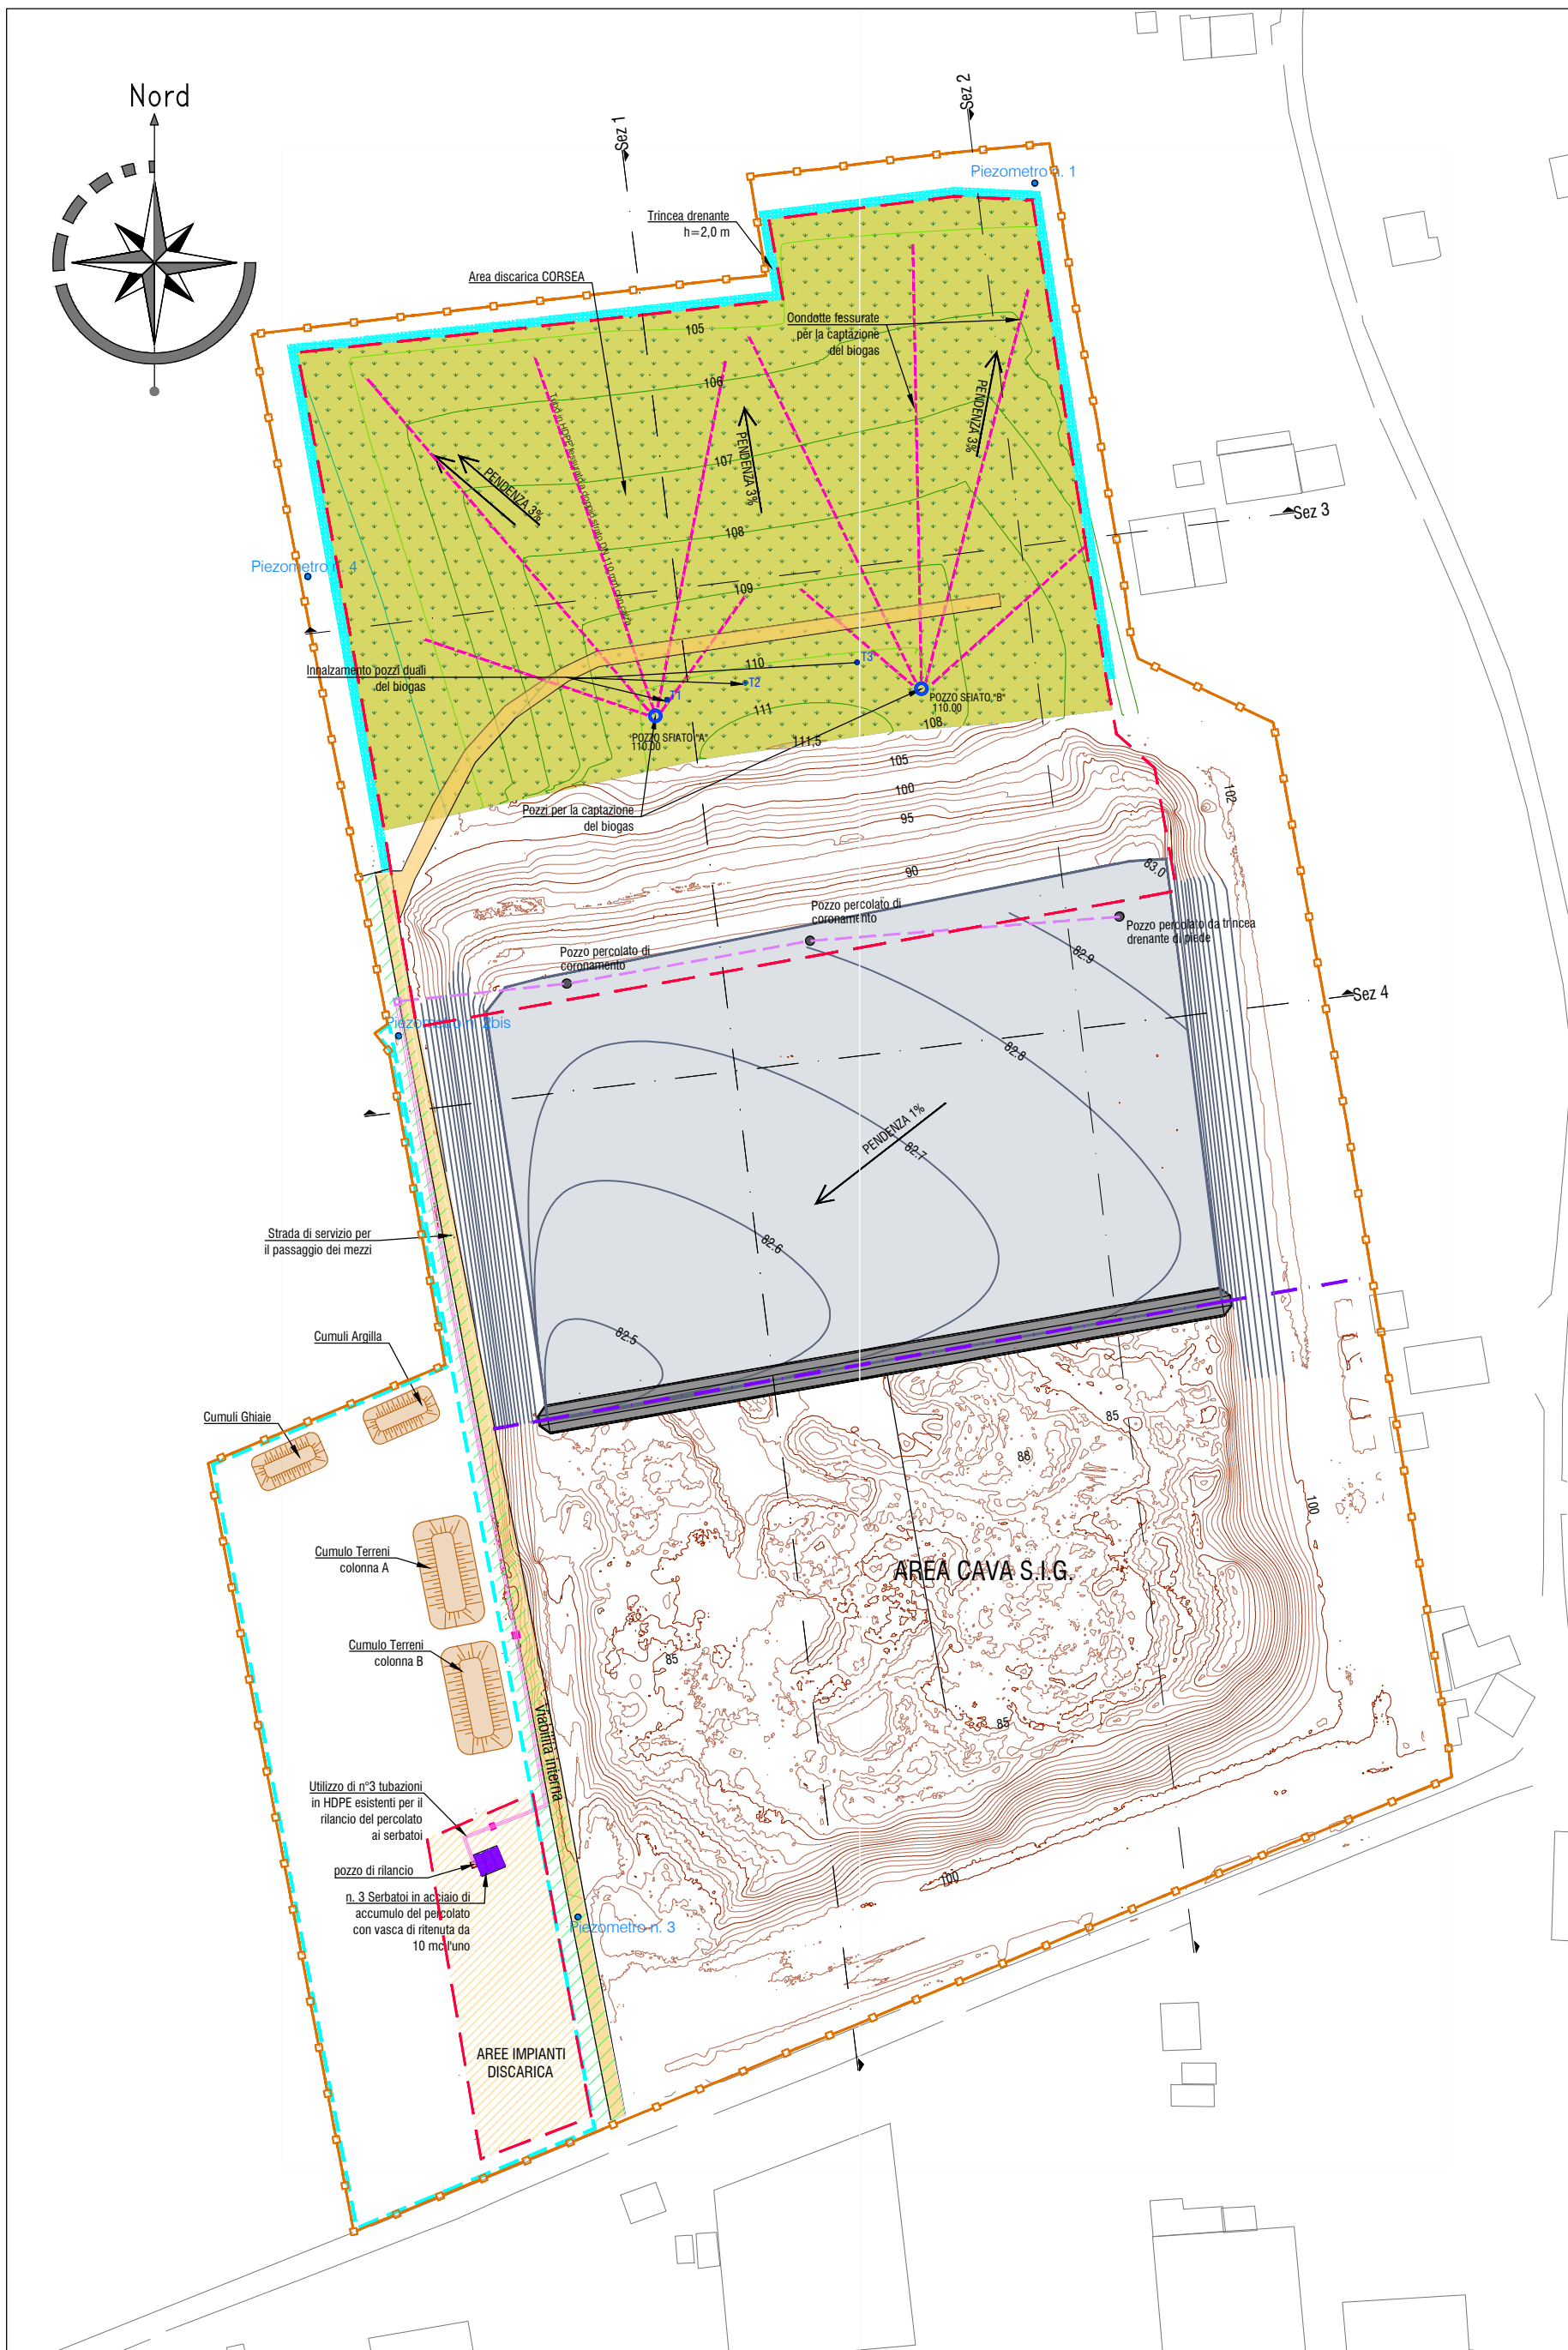 Nord
Sez 1
Sez 2
Piezometro n. 1
Trincea drenante
h=2,0 m
Area discarica CORSEA
Condotte fessurate
per la captazione
del biogas
105
106
107
108
109
110
111
111,5
108
PENDENZA 3%
PENDENZA 3%
PENDENZA 3%
Sez 3
Piezometro n. 4
Innalzamento pozzi duali
del biogas
T1
T2
T3
POZZO SFIATO "A"
110.00
POZZO SFIATO "B"
110.00
Pozzi per la captazione
del biogas
105
100
95
90
102
83.0
Pozzo percolato di
coronamento
Pozzo percolato di
coronamento
Pozzo percolato da trincea
drenante di piede
Piezometro n. 2bis
Sez 4
82.9
82.8
82.7
82.6
82.5
PENDENZA 1%
Strada di servizio per
il passaggio dei mezzi
Cumuli Argilla
Cumuli Ghiaie
Cumulo Terreni
colonna A
Cumulo Terreni
colonna B
85
88
100
AREA CAVA S.I.G.
85
85
100
Viabilità Interna
Utilizzo di n°3 tubazioni
in HDPE esistenti per il
rilancio del percolato
ai serbatoi
pozzo di rilancio
n. 3 Serbatoi in acciaio di
accumulo del percolato
con vasca di ritenuta da
10 mc l'uno
Piezometro n. 3
AREE IMPIANTI
DISCARICA